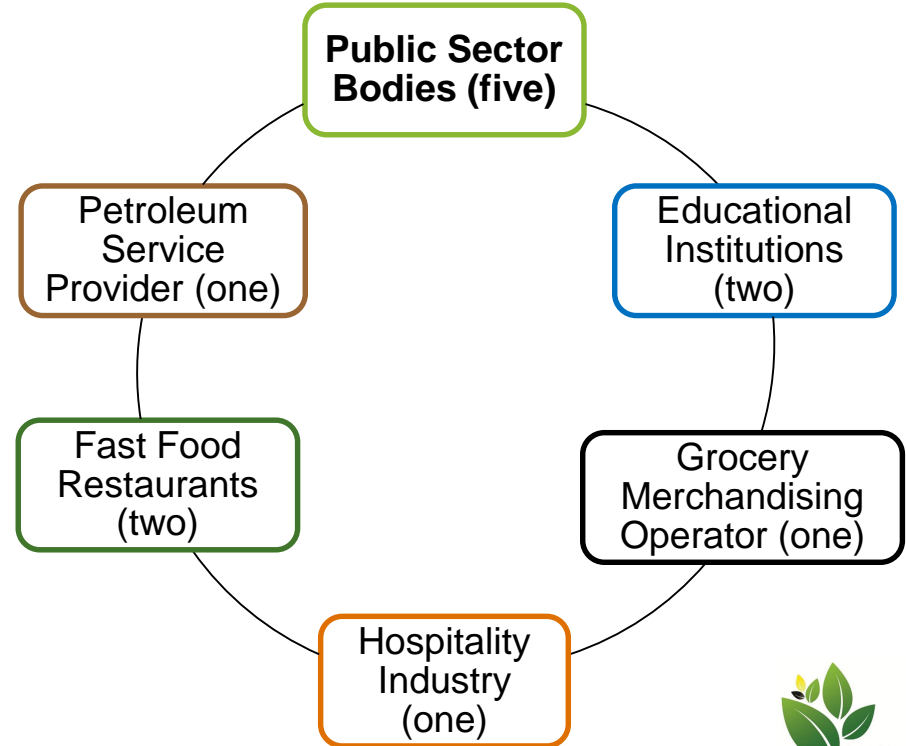 Public Sector
Bodies (five)
Educational
Institutions
(two)
Grocery
Merchandising
Operator (one)
Hospitality
Industry
(one)
Fast Food
Restaurants
(two)
Petroleum
Service
Provider (one)